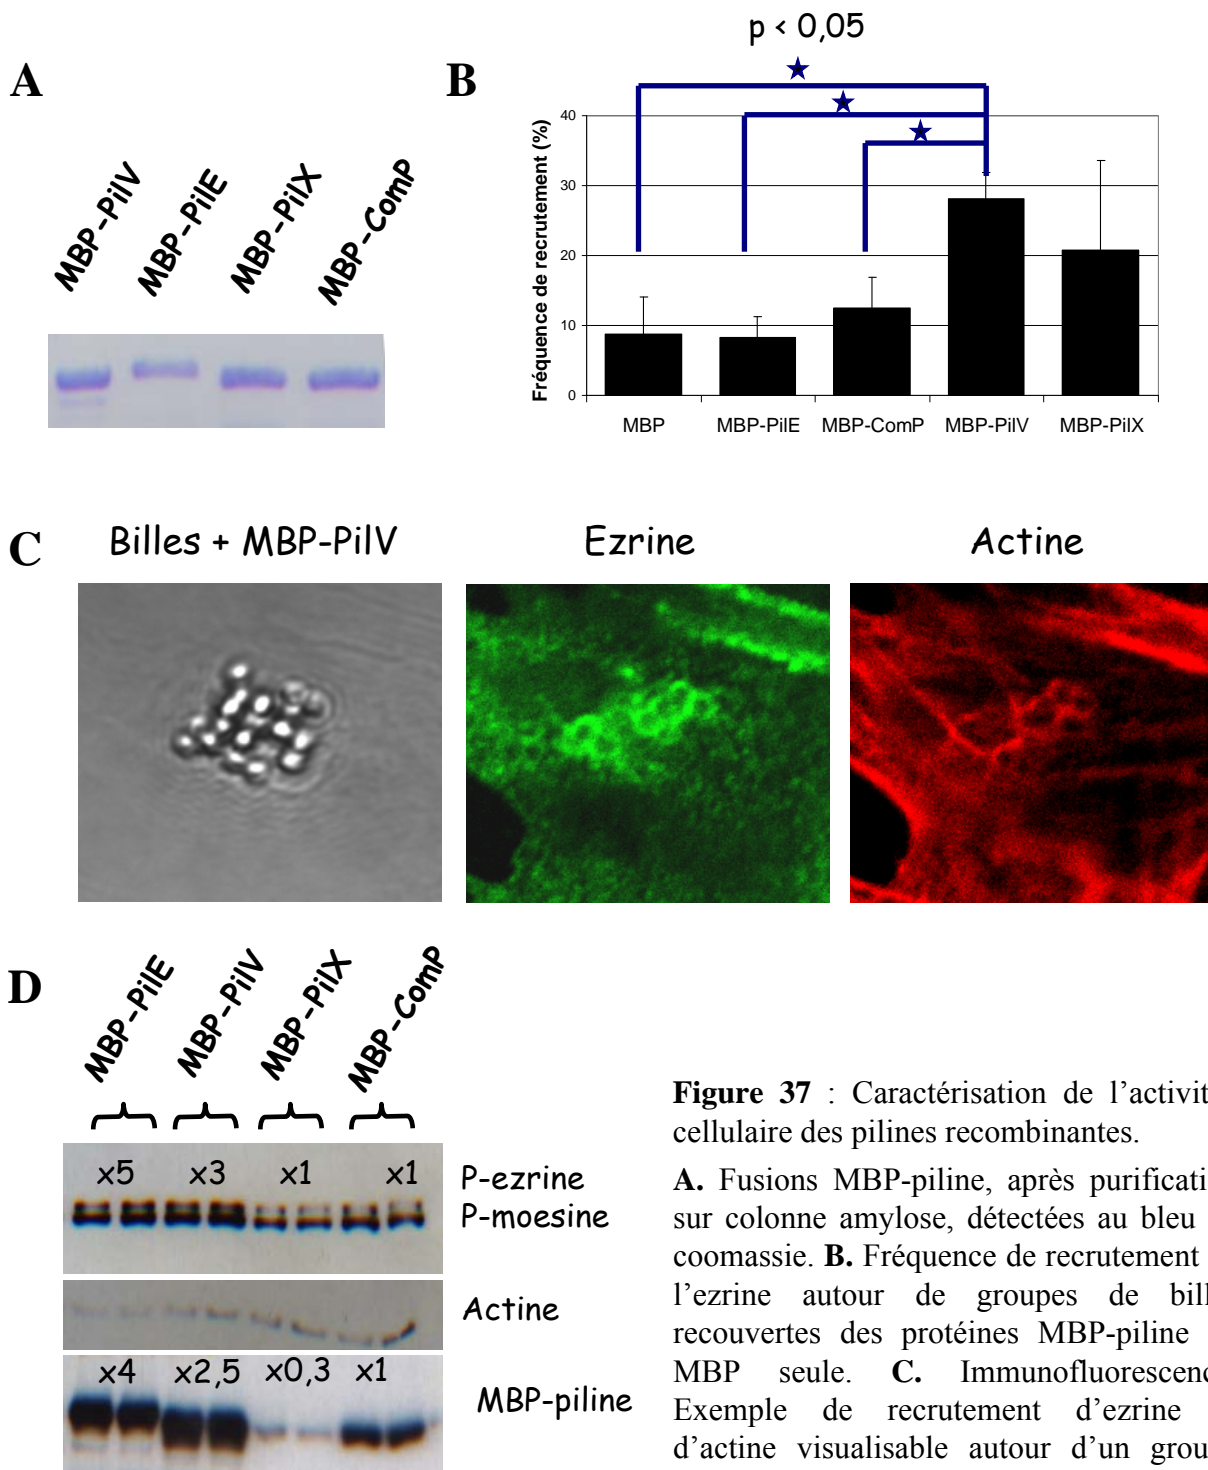 A
MBP-PilV
MBP-PilE
MBP-PilX
MBP-ComP
B
p < 0,05
Fréquence de recrutement (%)
40
30
20
10
0
MBP
MBP-PilE
MBP-ComP
MBP-PilV
MBP-PilX
C
Billes + MBP-PilV
Ezrine
Actine
D
MBP-PilE
MBP-PilV
MBP-PilX
MBP-ComP
x5 x3 x1 x1
P-ezrine
P-moesine
Actine
x4 x2,5 x0,3 x1
MBP-piline
Figure 37 : Caractérisation de l'activit
cellulaire des pilines recombinantes.
A. Fusions MBP-piline, après purificati
sur colonne amylose, détectées au bleu
coomassie. B. Fréquence de recrutement
l'ezrine autour de groupes de bill
recouvertes des protéines MBP-piline
MBP seule. C. Immunofluorescenc
Exemple de recrutement d'ezrine
d'actine visualisable autour d'un grou